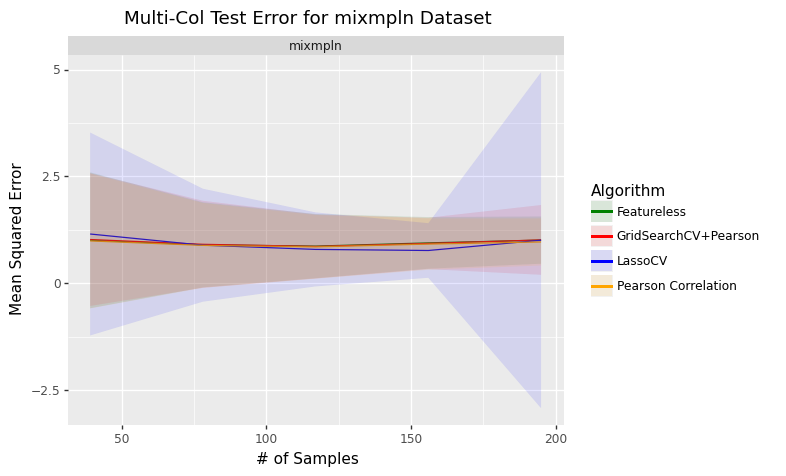 Multi-Col Test Error for mixmpln Dataset
mixmpln
5
2.5
0
−2.5
50
100
150
200
Mean Squared Error
# of Samples
Algorithm
Featureless
GridSearchCV+Pearson
LassoCV
Pearson Correlation